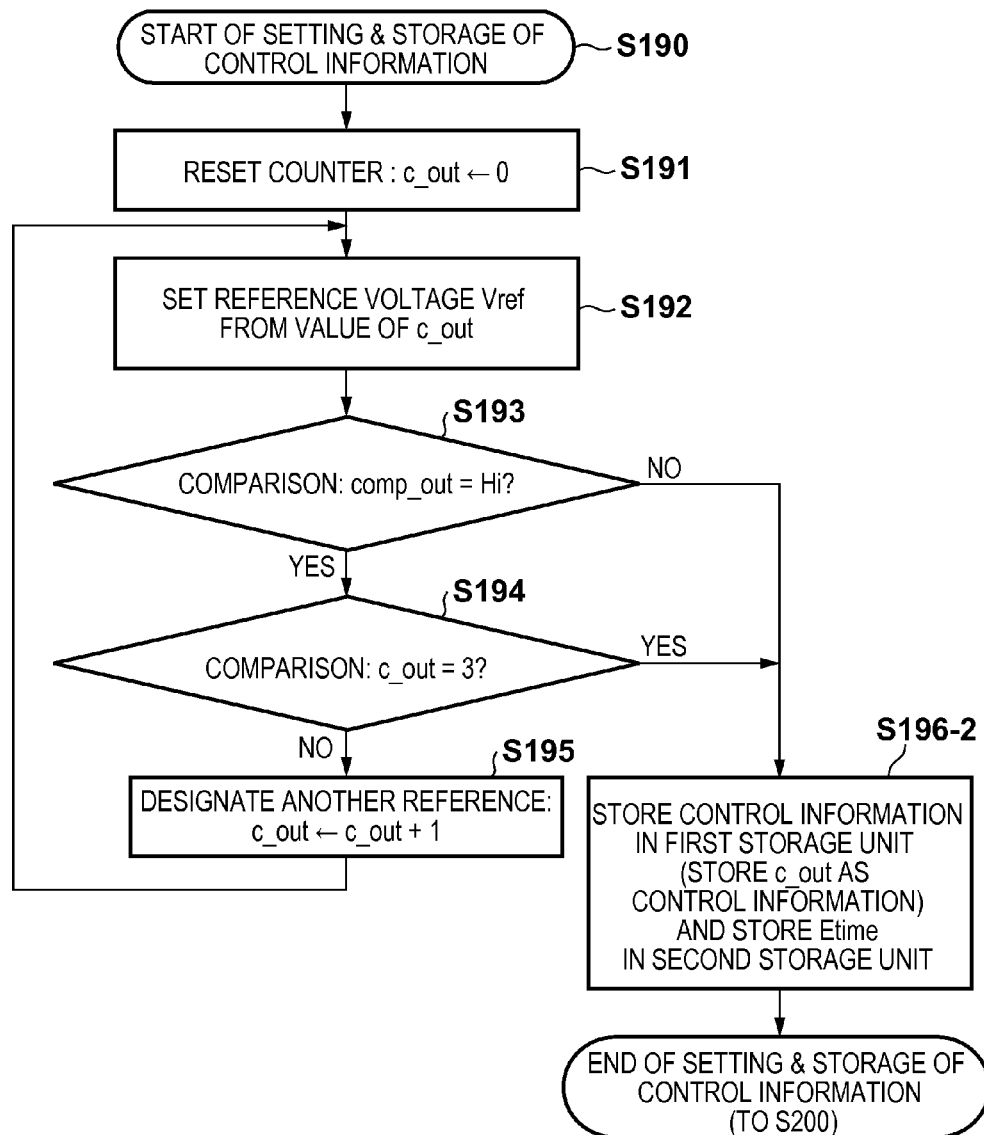 START OF SETTING & STORAGE OF
CONTROL INFORMATION
S190
RESET COUNTER : c_out ← 0
S191
SET REFERENCE VOLTAGE Vref
FROM VALUE OF c_out
S192
S193
COMPARISON: comp_out = Hi?
NO
YES
S194
COMPARISON: c_out = 3?
YES
NO
S195
DESIGNATE ANOTHER REFERENCE:
c_out ← c_out + 1
S196-2
STORE CONTROL INFORMATION
IN FIRST STORAGE UNIT
(STORE c_out AS
CONTROL INFORMATION)
AND STORE Etime
IN SECOND STORAGE UNIT
END OF SETTING & STORAGE OF
CONTROL INFORMATION
(TO S200)